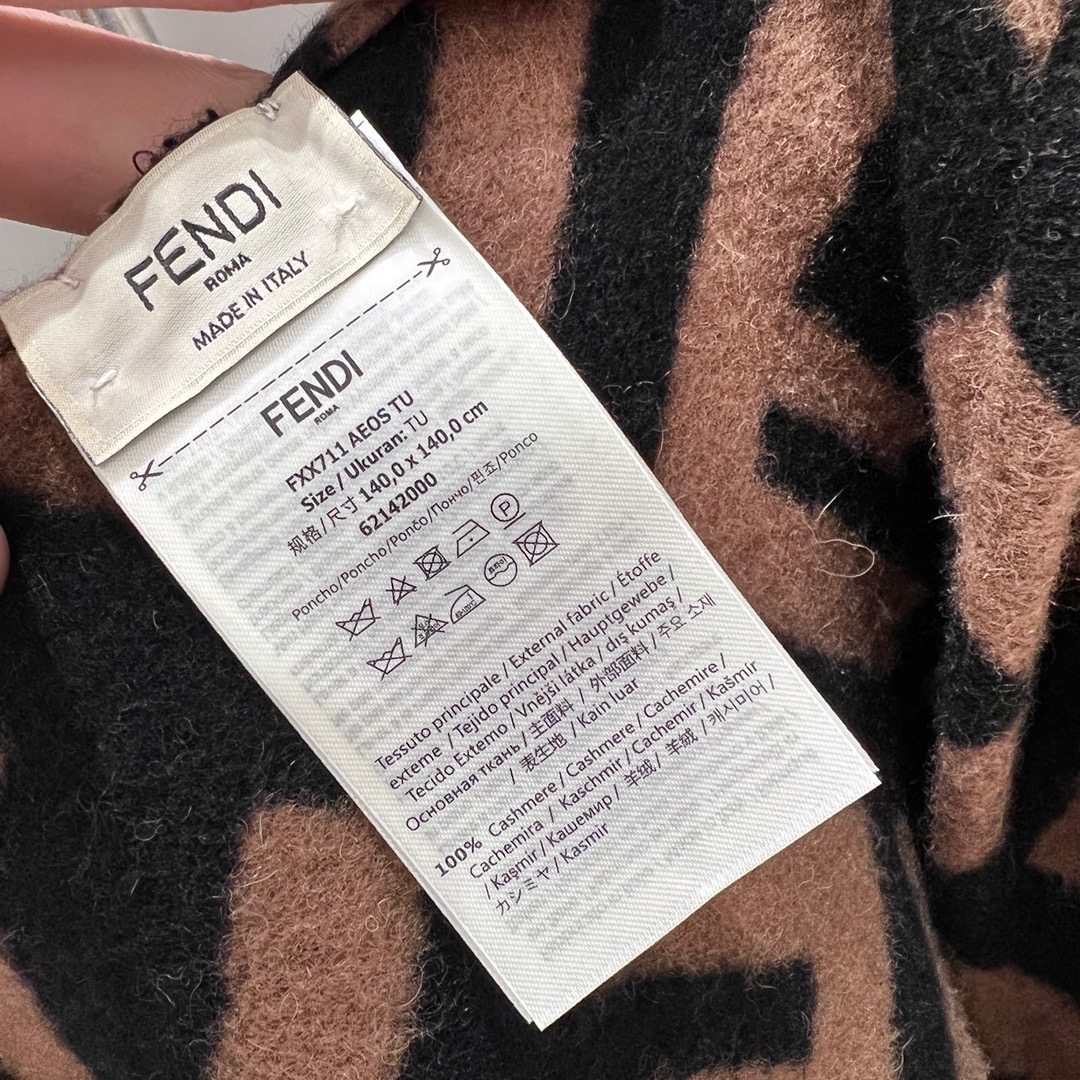 FENDI
ROMA
MADE IN ITALY
FENDI
ROMA
FXX711 AEOS TU
Size / Ukuran: TU
规格/尺寸 140,0 x 140,0 cm
62142000
Poncho/Poncho/Pončo/Пончо/핀죠/Ponco
P
Tessuto principale / External fabric / Étoffe
externe / Tejido principal / Hauptgewebe /
Tecido Externo / Vnější látka / dış kumaş /
Основная ткань / 主面料 / 外部面料 / 주요 소재
/ 表生地 / Kain luar
100% Cashmere / Cashmere / Cachemire /
Cachemira / Kaschmir / Cachemir / Kašmír
/ Kaşmir / Кашемир / 羊绒 / 羊絨 / 캐시미어 /
カシミヤ / Kasmir